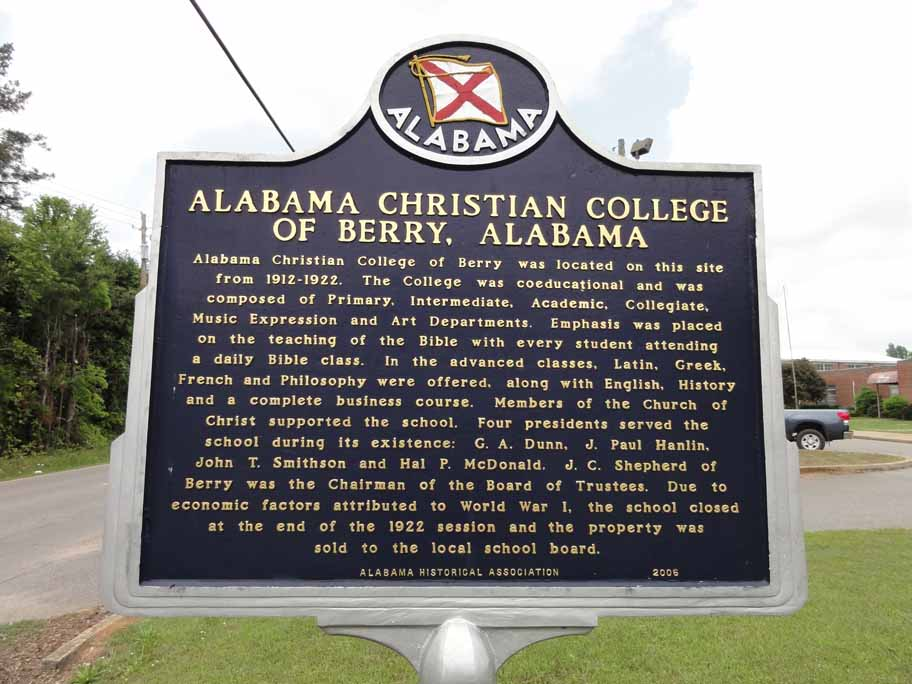 ALABAMA
ALABAMA CHRISTIAN COLLEGE
OF BERRY, ALABAMA
Alabama Christian College of Berry was located on this site
from 1912-1922. The College was coeducational and was
composed of Primary, Intermediate, Academic, Collegiate,
Music Expression and Art Departments. Emphasis was placed
on the teaching of the Bible with every student attending
a daily Bible class. In the advanced classes, Latin, Greek,
French and Philosophy were offered, along with English, History
and a complete business course. Members of the Church of
Christ supported the school. Four presidents served the
school during its existence: G. A. Dunn, J. Paul Hanlin,
John T. Smithson and Hal P. McDonald. J. C. Shepherd of
Berry was the Chairman of the Board of Trustees. Due to
economic factors attributed to World War I, the school closed
at the end of the 1922 session and the property was
sold to the local school board.
ALABAMA HISTORICAL ASSOCIATION 2006